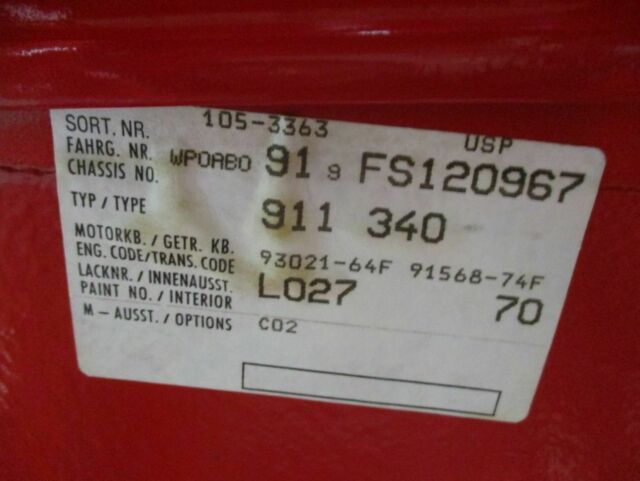 SORT. NR. 105-3363 USP
FAHRG. NR.
CHASSIS NO. WP0AB0 91 9 FS120967
TYP / TYPE 911 340
MOTORKB. / GETR. KB.
ENG. CODE/TRANS. CODE 93021-64F 91568-74F
LACKNR. / INNENAUSST.
PAINT NO. / INTERIOR L027 70
M – AUSST. / OPTIONS C02